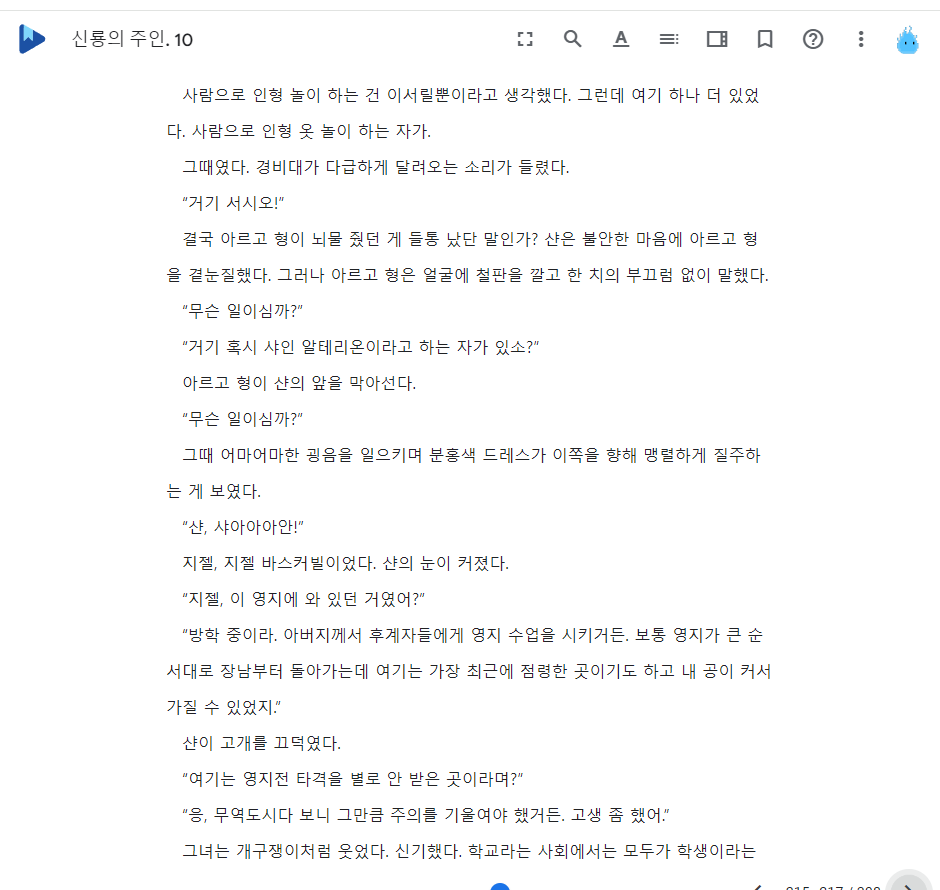 신룡의 주인. 10
사람으로 인형 놀이 하는 건 이서릴뿐이라고 생각했다. 그런데 여기 하나 더 있었
다. 사람으로 인형 옷 놀이 하는 자가.
그때였다. 경비대가 다급하게 달려오는 소리가 들렸다.
“거기 서시오!”
결국 아르고 형이 뇌물 줬던 게 들통 났단 말인가? 샨은 불안한 마음에 아르고 형
을 곁눈질했다. 그러나 아르고 형은 얼굴에 철판을 깔고 한 치의 부끄럼 없이 말했다.
“무슨 일이심까?”
“거기 혹시 샤인 알테리온이라고 하는 자가 있소?”
아르고 형이 샨의 앞을 막아선다.
“무슨 일이심까?”
그때 어마어마한 굉음을 일으키며 분홍색 드레스가 이쪽을 향해 맹렬하게 질주하
는 게 보였다.
“샨, 샤아아아안!”
지젤, 지젤 바스커빌이었다. 샨의 눈이 커졌다.
“지젤, 이 영지에 와 있던 거였어?”
“방학 중이라. 아버지께서 후계자들에게 영지 수업을 시키거든. 보통 영지가 큰 순
서대로 장남부터 돌아가는데 여기는 가장 최근에 점령한 곳이기도 하고 내 공이 커서
가질 수 있었지.”
샨이 고개를 끄덕였다.
“여기는 영지전 타격을 별로 안 받은 곳이라며?”
“응, 무역도시다 보니 그만큼 주의를 기울여야 했거든. 고생 좀 했어.”
그녀는 개구쟁이처럼 웃었다. 신기했다. 학교라는 사회에서는 모두가 학생이라는